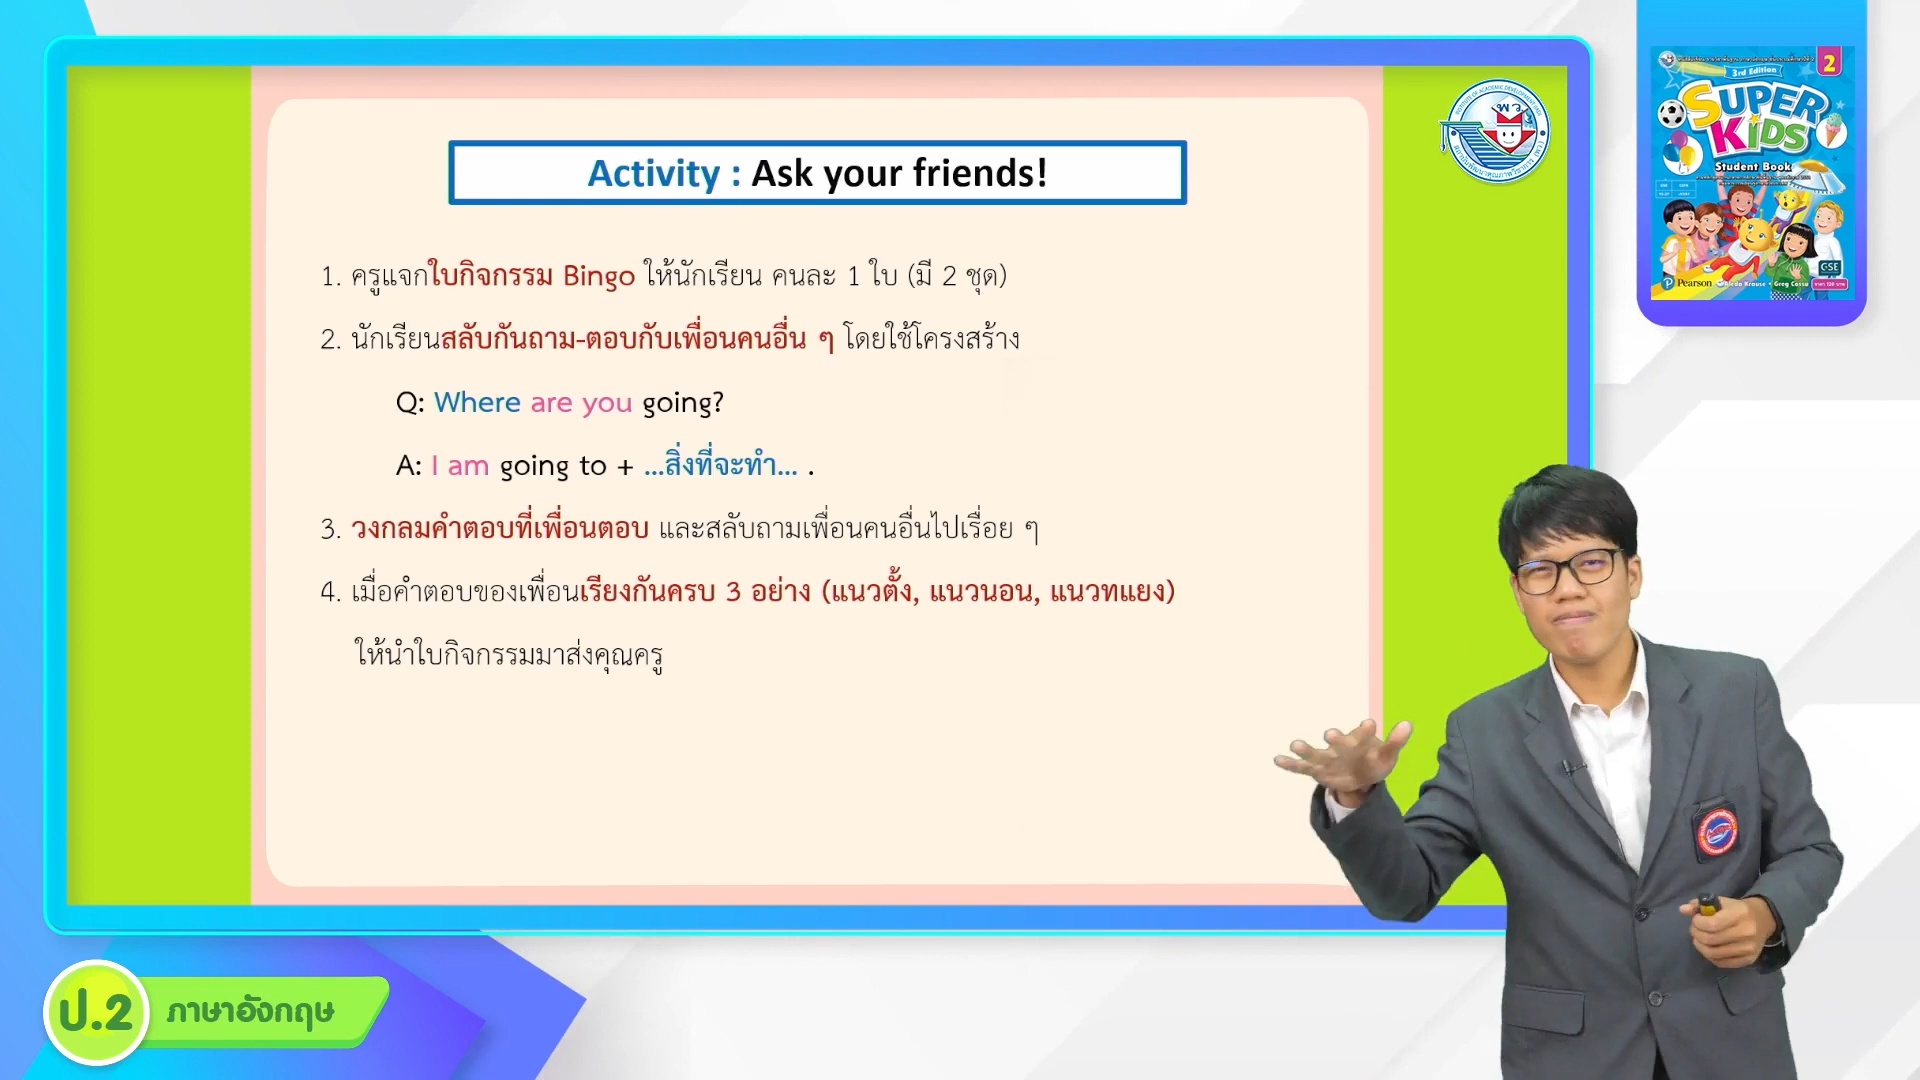 Activity : Ask your friends!
1. ครูแจกใบกิจกรรม Bingo ให้นักเรียน คนละ 1 ใบ (มี 2 ชุด)
2. นักเรียนสลับกันถาม-ตอบกับเพื่อนคนอื่น ๆ โดยใช้โครงสร้าง
Q: Where are you going?
A: I am going to + ...สิ่งที่จะทำ... .
3. วงกลมคำตอบที่เพื่อนตอบ และสลับถามเพื่อนคนอื่นไปเรื่อย ๆ
4. เมื่อคำตอบของเพื่อนเรียงกันครบ 3 อย่าง (แนวตั้ง, แนวนอน, แนวทแยง)
ให้นำใบกิจกรรมมาส่งคุณครู
พว
2
3rd Edition
SUPER
KiDS
Student Book
GSE
Pearson
Aleda Krause • Greg Cossu
ป.2
ภาษาอังกฤษ